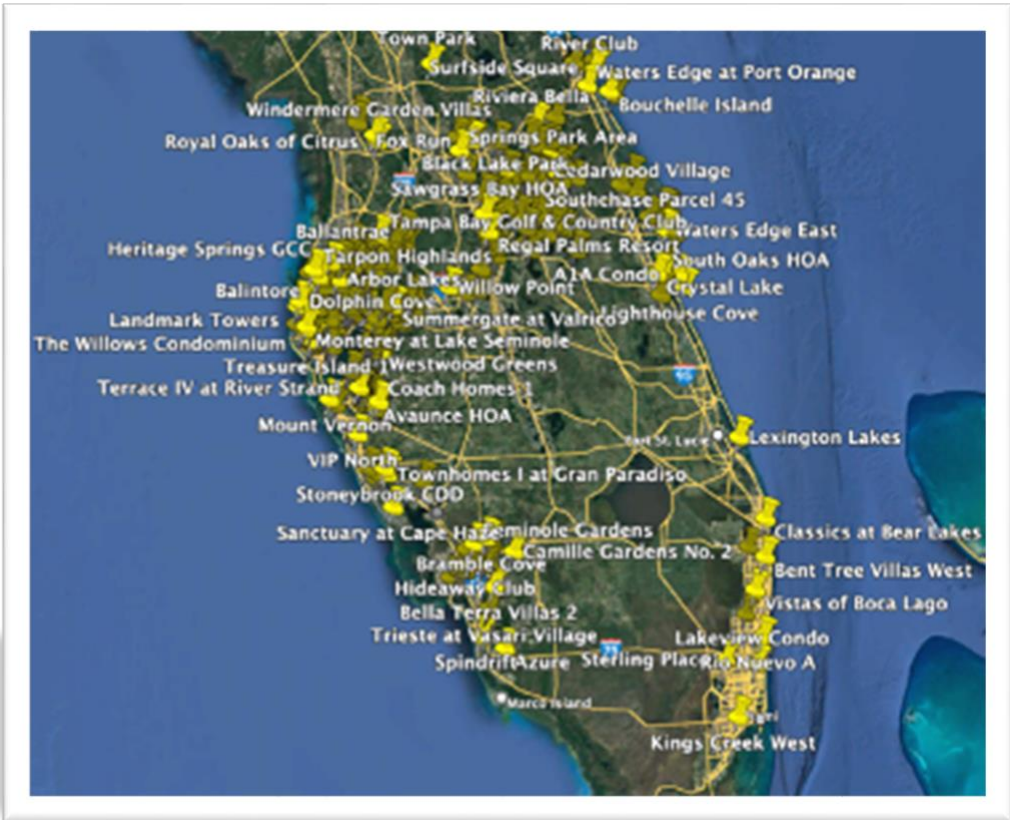 Town Park
River Club
Surfside Square
Waters Edge at Port Orange
Riviera Bella
Bouchelle Island
Windermere Garden Villas
Royal Oaks of Citrus
Fox Run
Springs Park Area
Black Lake Park
Cedarwood Village
Sawgrass Bay HOA
Southchase Parcel 45
Tampa Bay Golf & Country Club
Waters Edge East
Ballantrae
Heritage Springs GCC
Regal Palms Resort
Tarpon Highlands
South Oaks HOA
A1A Condo
Arbor Lakes
Willow Point
Crystal Lake
Balintore
Dolphin Cove
Landmark Towers
Summergate at Valrico
Lighthouse Cove
The Willows Condominium
Monterey at Lake Seminole
Treasure Island 1
Westwood Greens
95
Terrace IV at River Strand
Coach Homes 1
Avaunce HOA
Mount Vernon
Port St. Lucie
Lexington Lakes
VIP North
Townhomes I at Gran Paradiso
Stoneybrook CDD
Sanctuary at Cape Haze
Seminole Gardens
Classics at Bear Lakes
Camille Gardens No. 2
Bramble Cove
Bent Tree Villas West
Hideaway Club
Vistas of Boca Lago
Bella Terra Villas 2
Trieste at Vasari Village
Lakeview Condo
75
Spindrift
Azure
Sterling Place
Rio Nuevo A
Marco Island
Kings Creek West